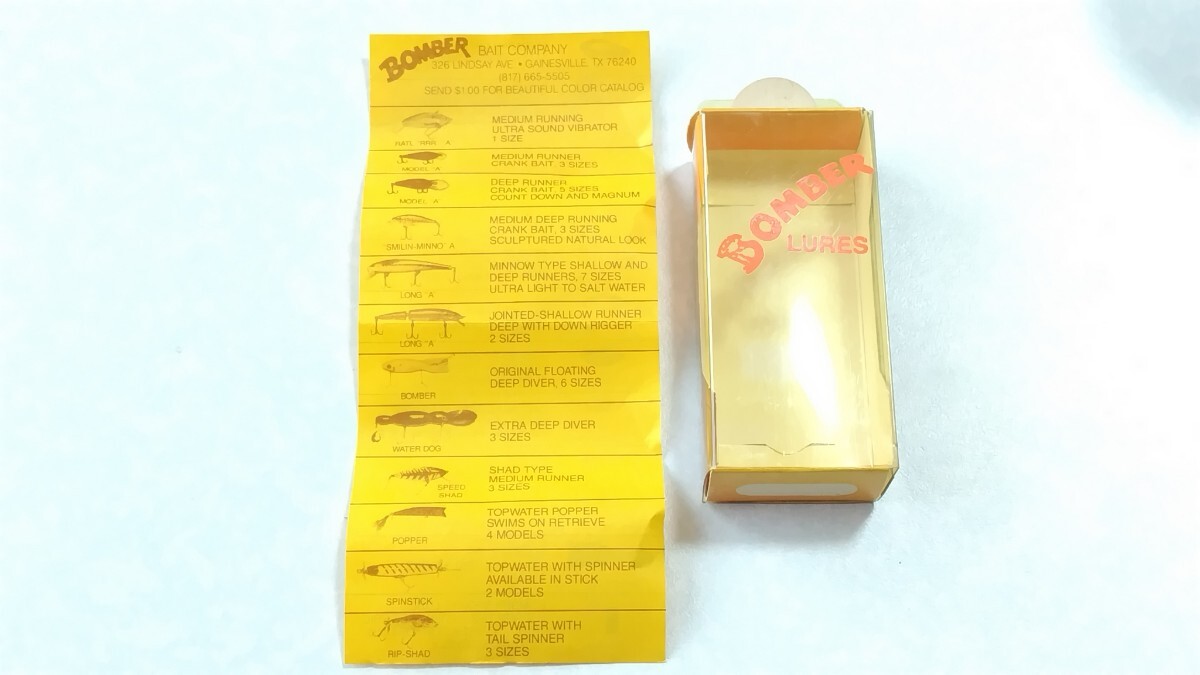 BOMBER BAIT COMPANY
326 LINDSAY AVE. • GAINESVILLE, TX 76240
(817) 665-5505
SEND $1.00 FOR BEAUTIFUL COLOR CATALOG
MEDIUM RUNNING
ULTRA SOUND VIBRATOR
1 SIZE
"A"
MEDIUM RUNNER
CRANK BAIT, 3 SIZES
MODEL "A"
DEEP RUNNER
CRANK BAIT, 5 SIZES
COUNT DOWN AND MAGNUM
MODEL "A"
MEDIUM DEEP RUNNING
CRANK BAIT, 3 SIZES
SCULPTURED NATURAL LOOK
"SMILIN-MINNO" A
MINNOW TYPE SHALLOW AND
DEEP RUNNERS, 7 SIZES
ULTRA LIGHT TO SALT WATER
LONG "A"
JOINTED-SHALLOW RUNNER
DEEP WITH DOWN RIGGER
2 SIZES
LONG "A"
ORIGINAL FLOATING
DEEP DIVER, 6 SIZES
BOMBER
EXTRA DEEP DIVER
3 SIZES
WATER DOG
SHAD TYPE
MEDIUM RUNNER
3 SIZES
SPEED
SHAD
TOPWATER POPPER
SWIMS ON RETRIEVE
4 MODELS
POPPER
TOPWATER WITH SPINNER
AVAILABLE IN STICK
2 MODELS
SPINSTICK
TOPWATER WITH
TAIL SPINNER
3 SIZES
RIP-SHAD
BOMBER
LURES